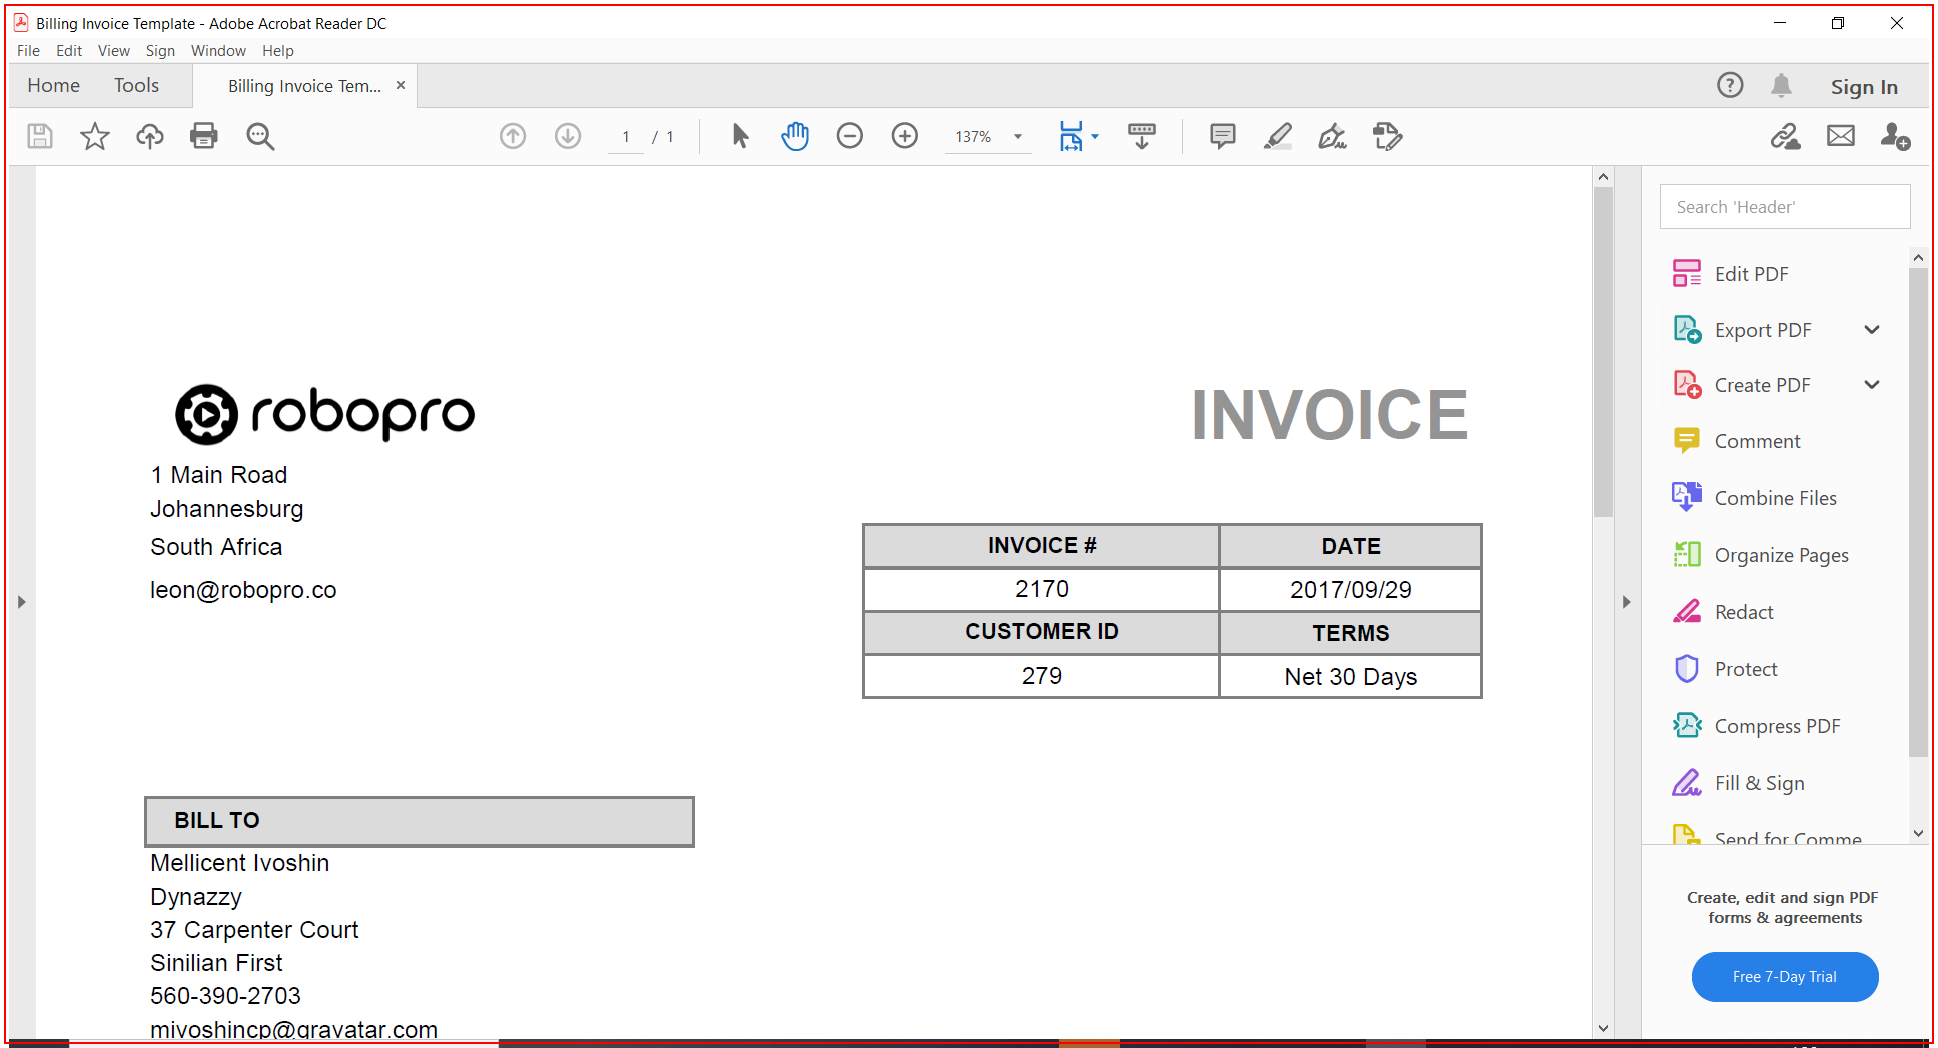 Billing Invoice Template - Adobe Acrobat Reader DC
File Edit View Sign Window Help
Home Tools Billing Invoice Tem... × Sign In
1 / 1 137%
Search 'Header'
Edit PDF
Export PDF
Create PDF
Comment
Combine Files
Organize Pages
Redact
Protect
Compress PDF
Fill & Sign
Send for Comme
Create, edit and sign PDF
forms & agreements
Free 7-Day Trial
robopro
INVOICE
1 Main Road
Johannesburg
South Africa
leon@robopro.co
INVOICE # DATE
2170 2017/09/29
CUSTOMER ID TERMS
279 Net 30 Days
BILL TO
Mellicent Ivoshin
Dynazzy
37 Carpenter Court
Sinilian First
560-390-2703
mivoshincp@gravatar.com